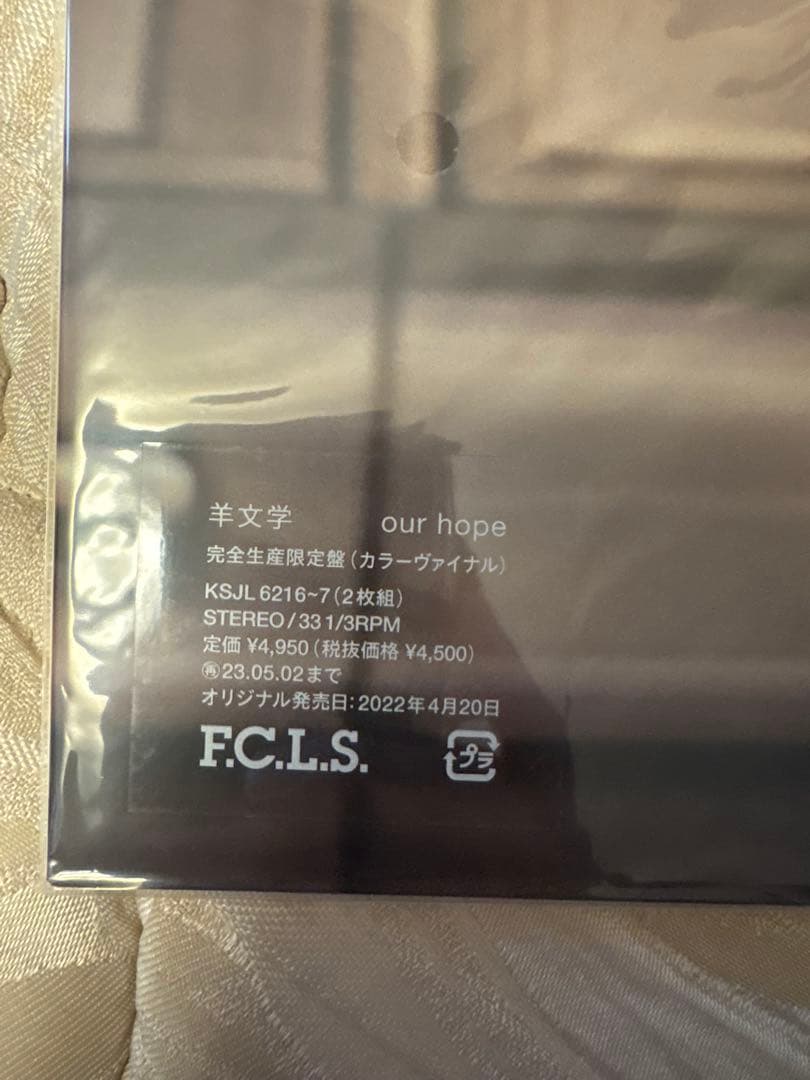 羊文学 our hope
完全生産限定盤(カラーヴァイナル)
KSJL 6216~7(2枚組)
STEREO/33 1/3RPM
定価 ¥4,950(税抜価格 ¥4,500)
㊢23.05.02まで
オリジナル発売日:2022年4月20日
F.C.L.S. プラ